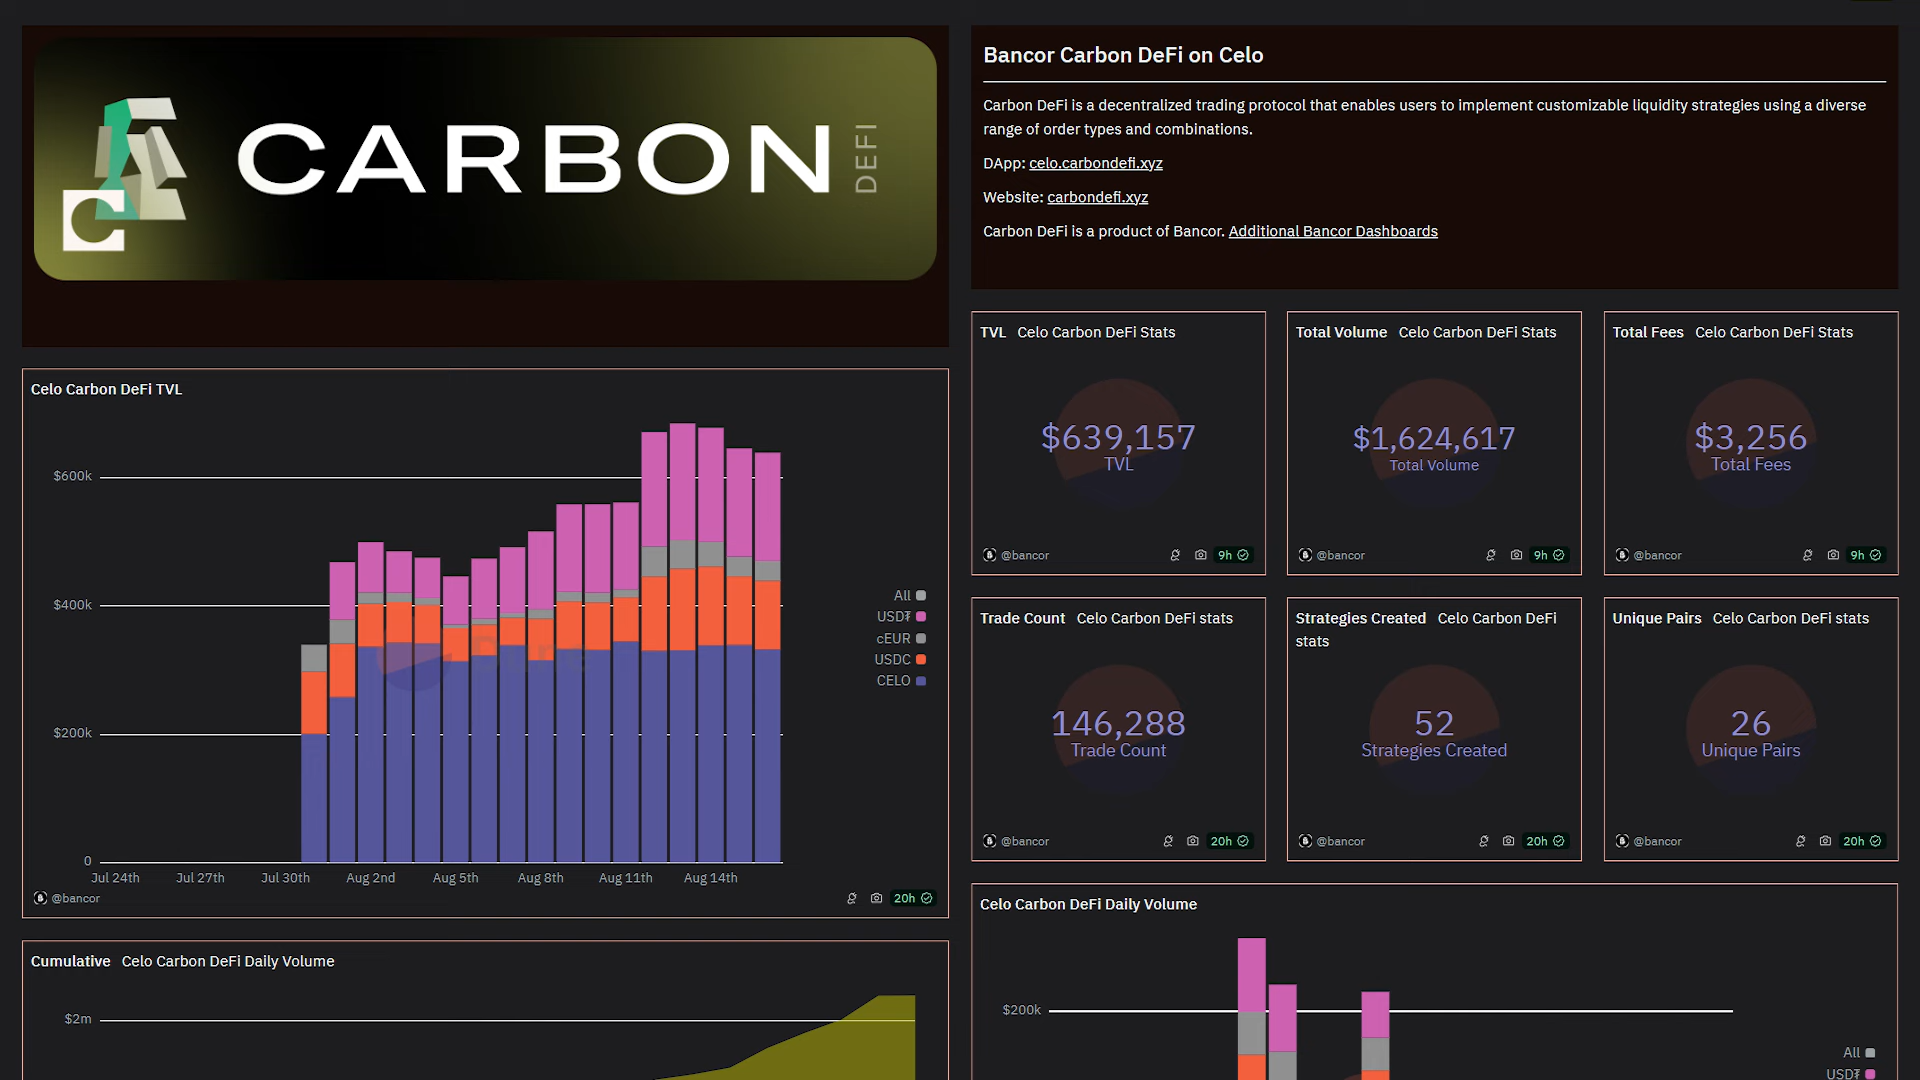 CARBON
DEFI
C
Bancor Carbon DeFi on Celo
Carbon DeFi is a decentralized trading protocol that enables users to implement customizable liquidity strategies using a diverse
range of order types and combinations.
DApp: celo.carbondefi.xyz
Website: carbondefi.xyz
Carbon DeFi is a product of Bancor. Additional Bancor Dashboards
TVL Celo Carbon DeFi Stats
$639,157
TVL
@bancor
9h
Total Volume Celo Carbon DeFi Stats
$1,624,617
Total Volume
@bancor
9h
Total Fees Celo Carbon DeFi Stats
$3,256
Total Fees
@bancor
9h
Celo Carbon DeFi TVL
$600k
$400k
$200k
0
Jul 24th Jul 27th Jul 30th Aug 2nd Aug 5th Aug 8th Aug 11th Aug 14th
All
USD₮
cEUR
USDC
CELO
@bancor
20h
Trade Count Celo Carbon DeFi stats
146,288
Trade Count
@bancor
20h
Strategies Created Celo Carbon DeFi
stats
52
Strategies Created
@bancor
20h
Unique Pairs Celo Carbon DeFi stats
26
Unique Pairs
@bancor
20h
Cumulative Celo Carbon DeFi Daily Volume
$2m
Celo Carbon DeFi Daily Volume
$200k
All
USD₮